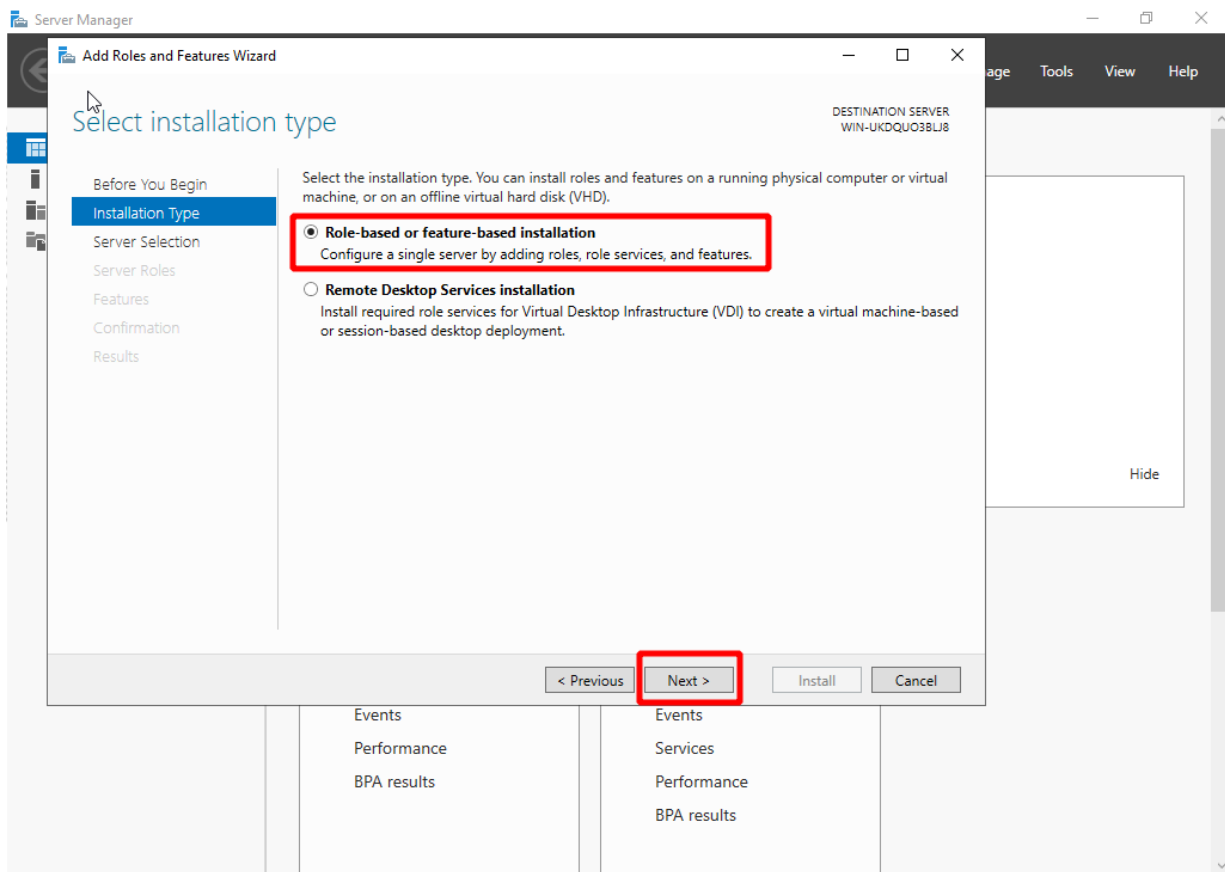 Server Manager
Add Roles and Features Wizard
Tools
View
Help
Select installation type
DESTINATION SERVER
WIN-UKDQUO3BLJ8
Before You Begin
Installation Type
Server Selection
Server Roles
Features
Confirmation
Results
Select the installation type. You can install roles and features on a running physical computer or virtual
machine, or on an offline virtual hard disk (VHD).
Role-based or feature-based installation
Configure a single server by adding roles, role services, and features.
Remote Desktop Services installation
Install required role services for Virtual Desktop Infrastructure (VDI) to create a virtual machine-based
or session-based desktop deployment.
Hide
< Previous
Next >
Install
Cancel
Events
Performance
BPA results
Events
Services
Performance
BPA results